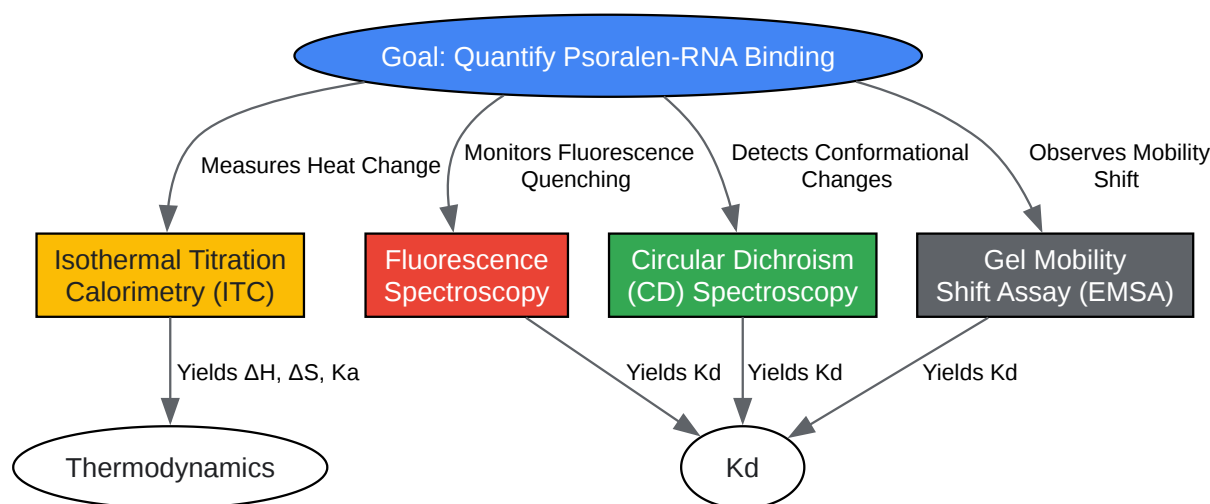 Goal: Quantify Psoralen-RNA Binding
Measures Heat Change
Monitors Fluorescence
Quenching
Detects Conformational
Changes
Observes Mobility
Shift
Isothermal Titration
Calorimetry (ITC)
Fluorescence
Spectroscopy
Circular Dichroism
(CD) Spectroscopy
Gel Mobility
Shift Assay (EMSA)
Yields ΔH, ΔS, Ka
Yields Kd
Yields Kd
Yields Kd
Thermodynamics
Kd